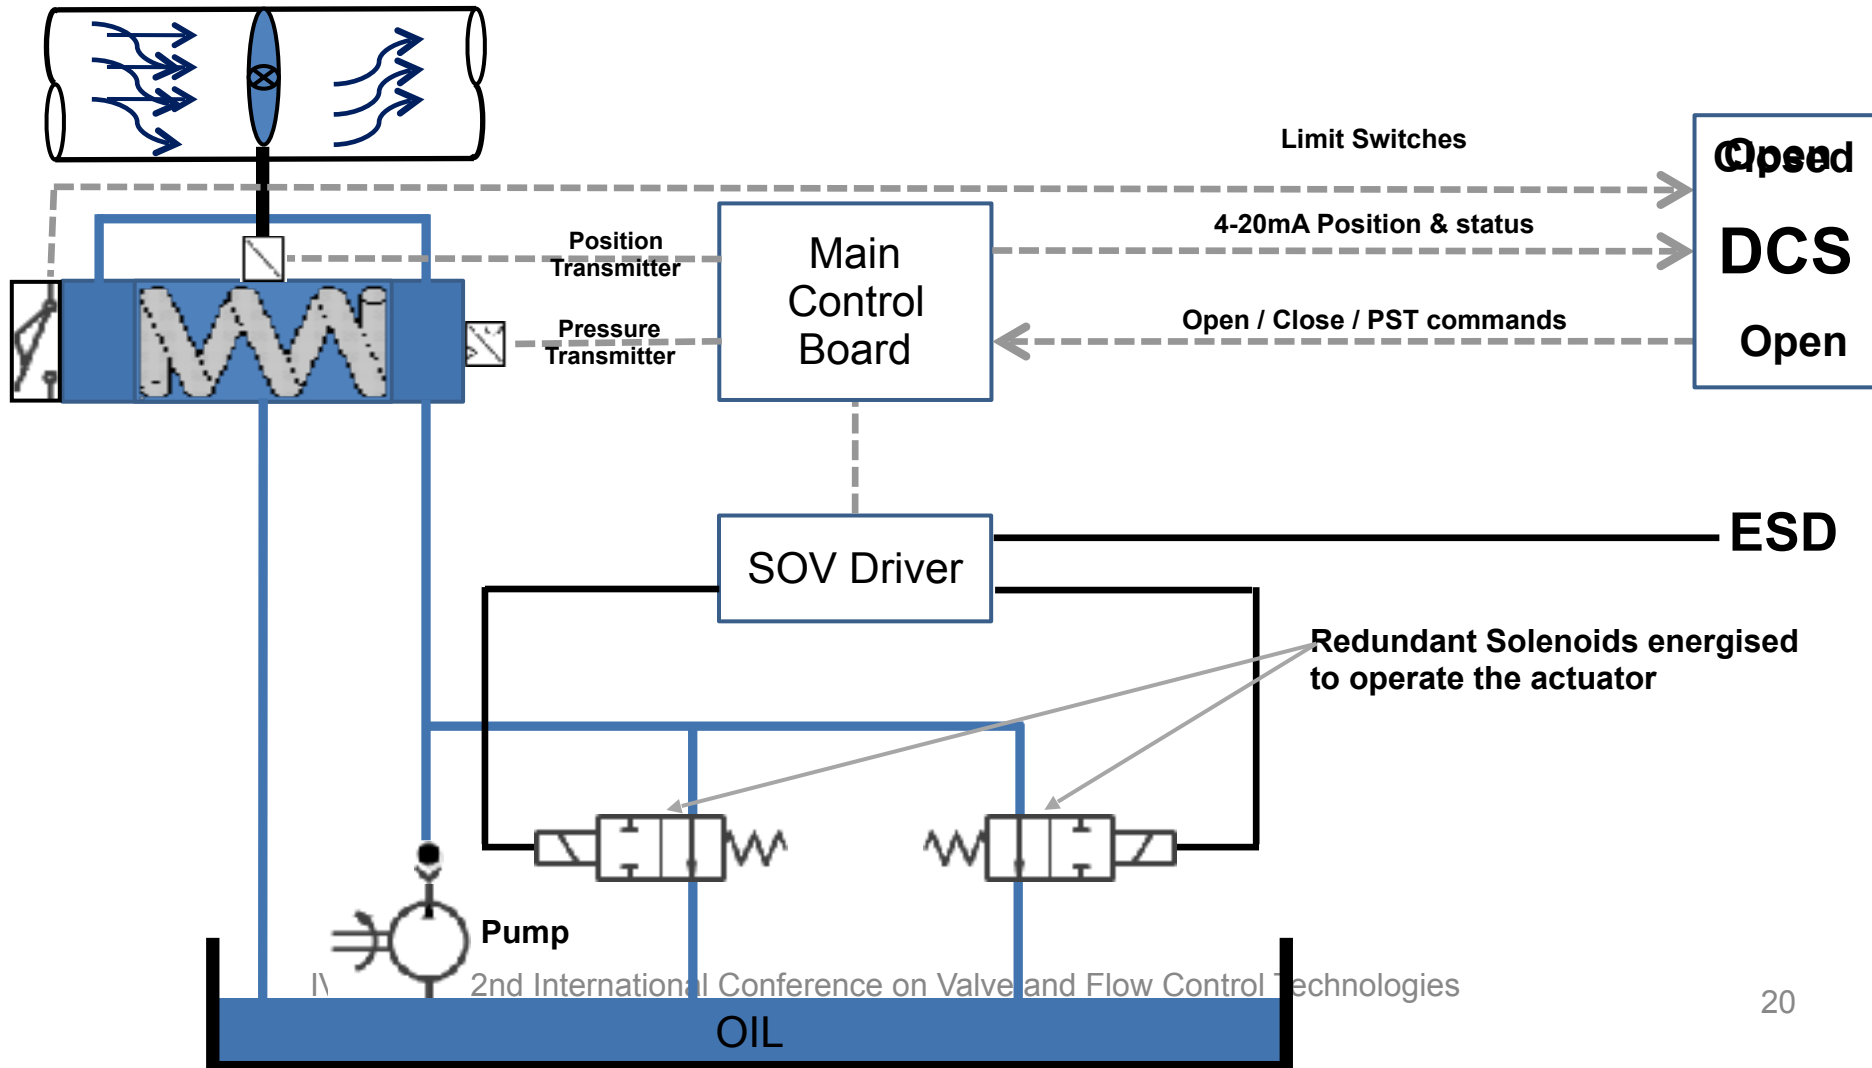 Limit Switches
Open
Closed
4-20mA Position & status
Position
Transmitter
Main
Control
Board
DCS
Pressure
Transmitter
Open / Close / PST commands
Open
ESD
SOV Driver
Redundant Solenoids energised
to operate the actuator
Pump
2nd International Conference on Valve and Flow Control Technologies
20
OIL